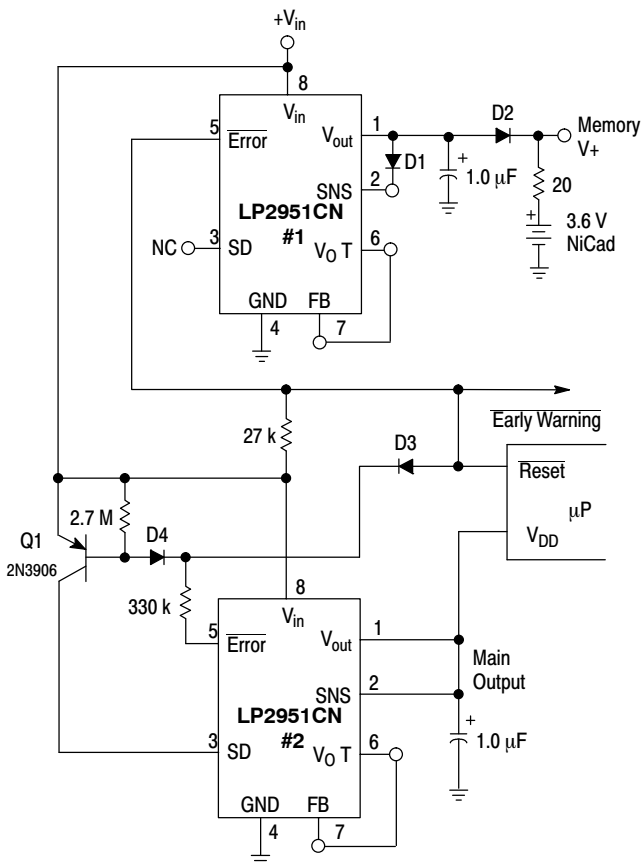 +Vin
8
Vin
5
Error
Vout
1
D2
Memory
V+
D1
+
1.0 μF
20
SNS
2
LP2951CN
#1
+
3.6 V
NiCad
NC
3
SD
VO T
6
GND
FB
4
7
Early Warning
27 k
D3
Reset
μP
VDD
Q1
2N3906
2.7 M
D4
330 k
8
Vin
5
Error
Vout
1
Main
Output
SNS
2
LP2951CN
#2
+
1.0 μF
3
SD
VO T
6
GND
FB
4
7